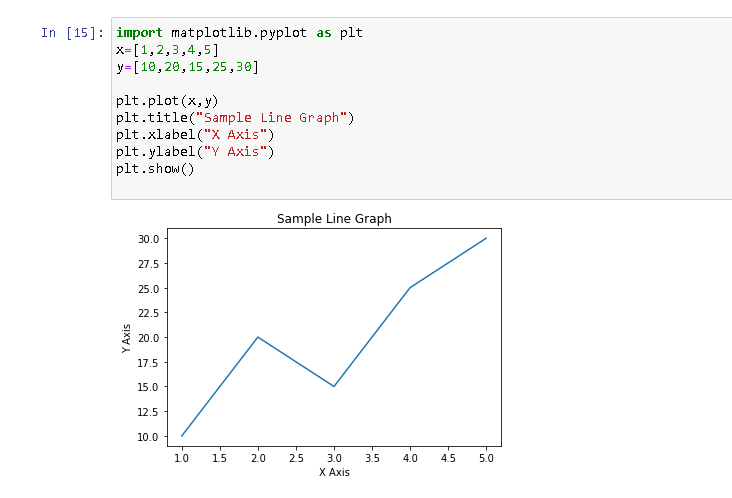 In [15]: import matplotlib.pyplot as plt
x=[1,2,3,4,5]
y=[10,20,15,25,30]
plt.plot(x,y)
plt.title("Sample Line Graph")
plt.xlabel("X Axis")
plt.ylabel("Y Axis")
plt.show()
Sample Line Graph
30.0
27.5
25.0
22.5
20.0
17.5
15.0
12.5
10.0
Y Axis
1.0 1.5 2.0 2.5 3.0 3.5 4.0 4.5 5.0
X Axis